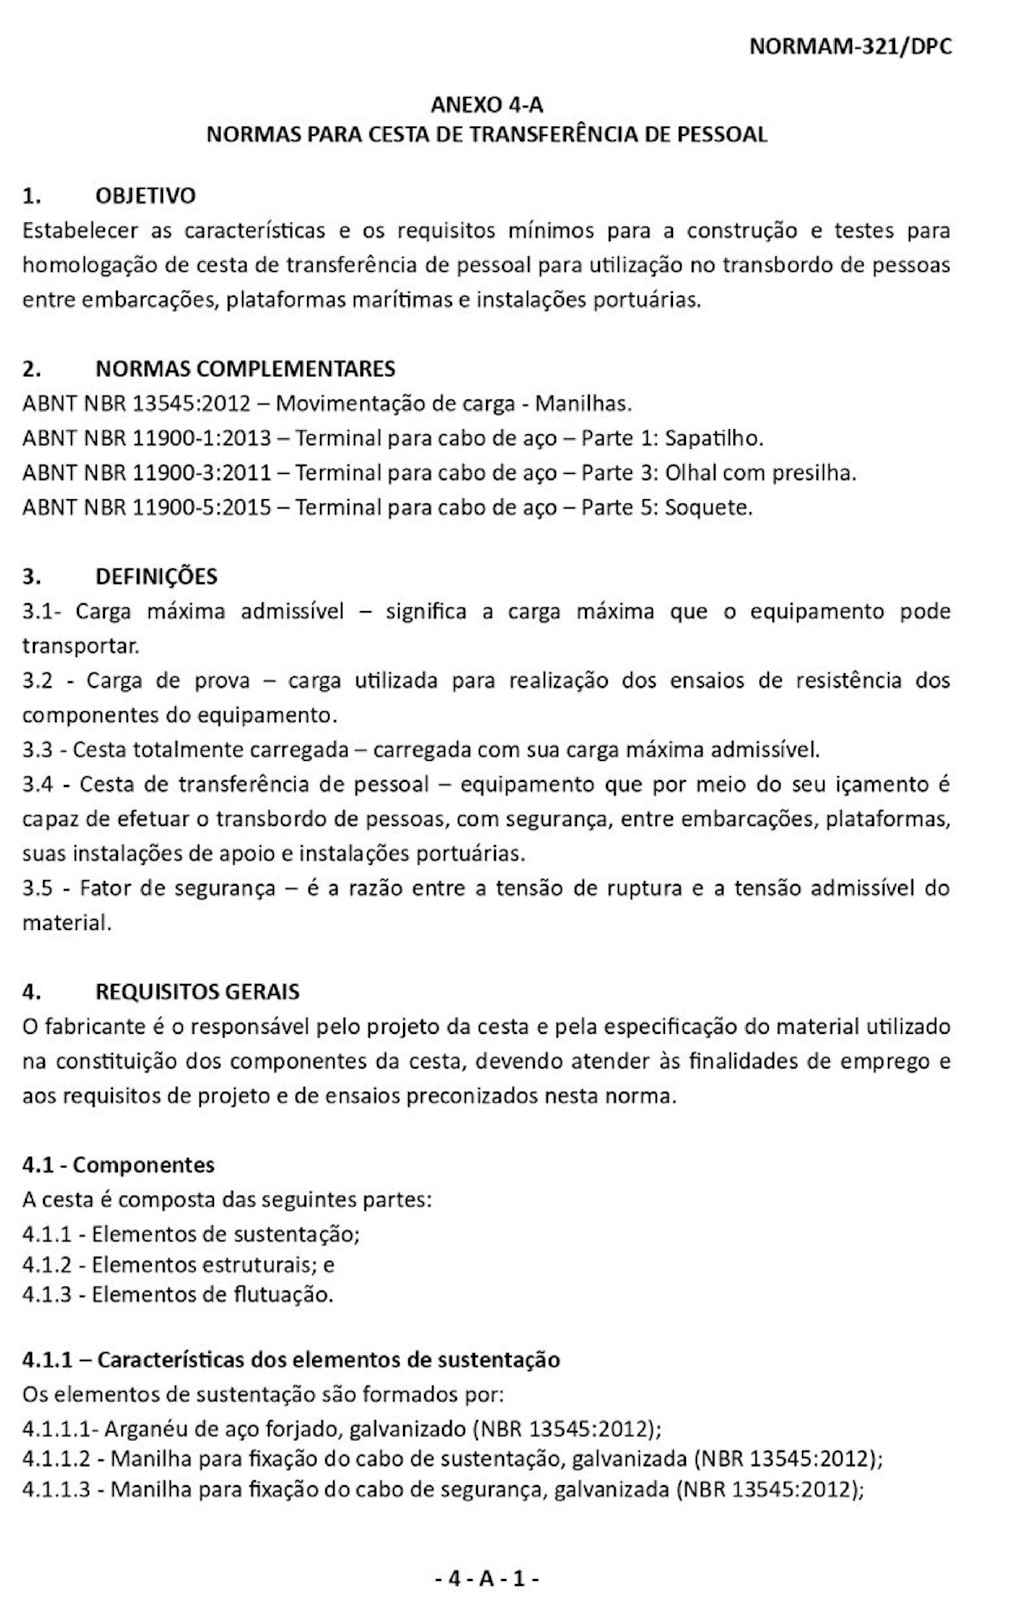 NORMAM-321/DPC
ANEXO 4-A
NORMAS PARA CESTA DE TRANSFERÊNCIA DE PESSOAL
1. OBJETIVO
Estabelecer as características e os requisitos mínimos para a construção e testes para
homologação de cesta de transferência de pessoal para utilização no transbordo de pessoas
entre embarcações, plataformas marítimas e instalações portuárias.
2. NORMAS COMPLEMENTARES
ABNT NBR 13545:2012 – Movimentação de carga - Manilhas.
ABNT NBR 11900-1:2013 – Terminal para cabo de aço – Parte 1: Sapatilho.
ABNT NBR 11900-3:2011 – Terminal para cabo de aço – Parte 3: Olhal com presilha.
ABNT NBR 11900-5:2015 – Terminal para cabo de aço – Parte 5: Soquete.
3. DEFINIÇÕES
3.1- Carga máxima admissível – significa a carga máxima que o equipamento pode
transportar.
3.2 - Carga de prova – carga utilizada para realização dos ensaios de resistência dos
componentes do equipamento.
3.3 - Cesta totalmente carregada – carregada com sua carga máxima admissível.
3.4 - Cesta de transferência de pessoal – equipamento que por meio do seu içamento é
capaz de efetuar o transbordo de pessoas, com segurança, entre embarcações, plataformas,
suas instalações de apoio e instalações portuárias.
3.5 - Fator de segurança – é a razão entre a tensão de ruptura e a tensão admissível do
material.
4. REQUISITOS GERAIS
O fabricante é o responsável pelo projeto da cesta e pela especificação do material utilizado
na constituição dos componentes da cesta, devendo atender às finalidades de emprego e
aos requisitos de projeto e de ensaios preconizados nesta norma.
4.1 - Componentes
A cesta é composta das seguintes partes:
4.1.1 - Elementos de sustentação;
4.1.2 - Elementos estruturais; e
4.1.3 - Elementos de flutuação.
4.1.1 – Características dos elementos de sustentação
Os elementos de sustentação são formados por:
4.1.1.1- Arganéu de aço forjado, galvanizado (NBR 13545:2012);
4.1.1.2 - Manilha para fixação do cabo de sustentação, galvanizada (NBR 13545:2012);
4.1.1.3 - Manilha para fixação do cabo de segurança, galvanizada (NBR 13545:2012);
- 4 - A - 1 -